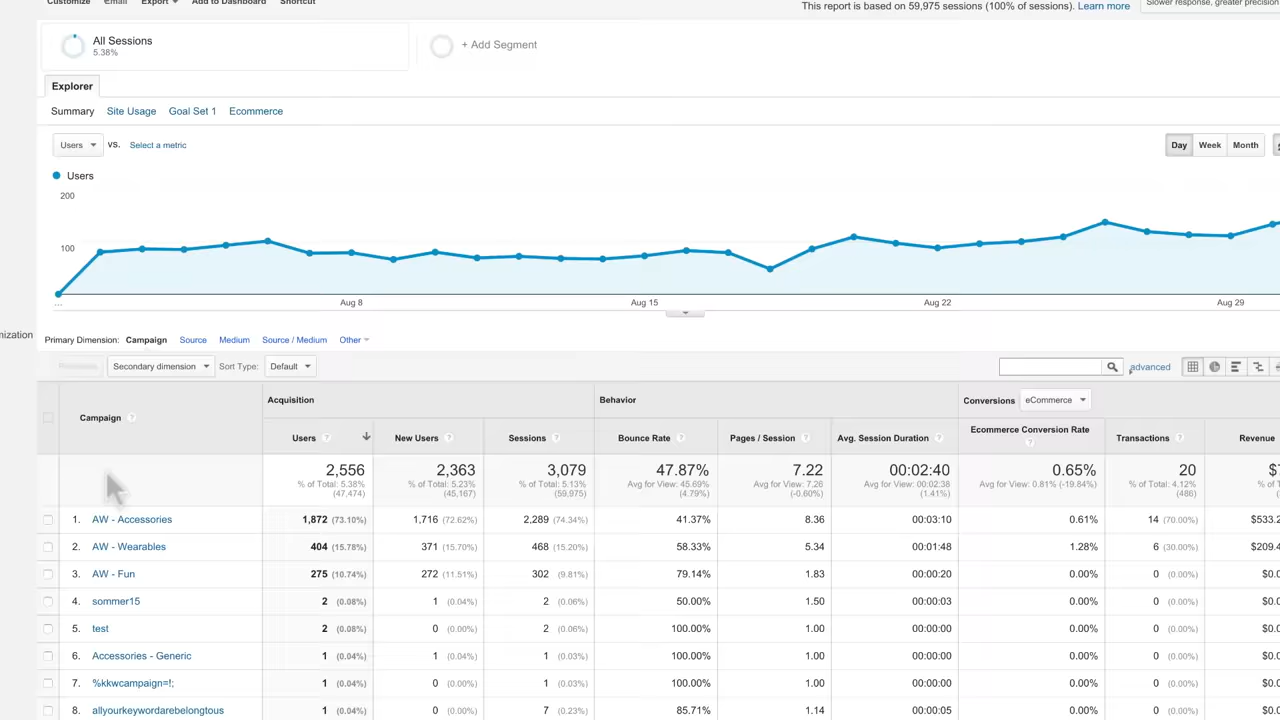 Customize Email Export Add to Dashboard Shortcut
This report is based on 59,975 sessions (100% of sessions). Learn more
Slower response, greater precision
All Sessions
5.38%
+ Add Segment
Explorer
Summary Site Usage Goal Set 1 Ecommerce
Users VS. Select a metric
Day Week Month
Users
200
100
... Aug 8 Aug 15 Aug 22 Aug 29
mization
Primary Dimension: Campaign Source Medium Source / Medium Other
Secondary dimension Sort Type: Default
advanced
Campaign ?
Acquisition Behavior Conversions eCommerce
Users ? New Users ? Sessions ? Bounce Rate ? Pages / Session ? Avg. Session Duration ? Ecommerce Conversion Rate ? Transactions ? Revenue
2,556 2,363 3,079 47.87% 7.22 00:02:40 0.65% 20 $7
% of Total: 5.38% % of Total: 5.23% % of Total: 5.13% Avg for View: 45.69% Avg for View: 7.26 Avg for View: 00:02:38 Avg for View: 0.81% (-19.84%) % of Total: 4.12%
(47,474) (45,167) (59,975) (4.79%) (-0.60%) (1.41%) (486)
1. AW - Accessories 1,872 (73.10%) 1,716 (72.62%) 2,289 (74.34%) 41.37% 8.36 00:03:10 0.61% 14 (70.00%) $533.2
2. AW - Wearables 404 (15.78%) 371 (15.70%) 468 (15.20%) 58.33% 5.34 00:01:48 1.28% 6 (30.00%) $209.4
3. AW - Fun 275 (10.74%) 272 (11.51%) 302 (9.81%) 79.14% 1.83 00:00:20 0.00% 0 (0.00%) $0.0
4. sommer15 2 (0.08%) 1 (0.04%) 2 (0.06%) 50.00% 1.50 00:00:03 0.00% 0 (0.00%) $0.0
5. test 2 (0.08%) 0 (0.00%) 2 (0.06%) 100.00% 1.00 00:00:00 0.00% 0 (0.00%) $0.0
6. Accessories - Generic 1 (0.04%) 1 (0.04%) 1 (0.03%) 100.00% 1.00 00:00:00 0.00% 0 (0.00%) $0.0
7. %kkwcampaign=!; 1 (0.04%) 0 (0.00%) 1 (0.03%) 100.00% 1.00 00:00:00 0.00% 0 (0.00%) $0.0
8. allyourkeywordarebelongtous 1 (0.04%) 0 (0.00%) 7 (0.23%) 85.71% 1.14 00:00:05 0.00% 0 (0.00%) $0.0